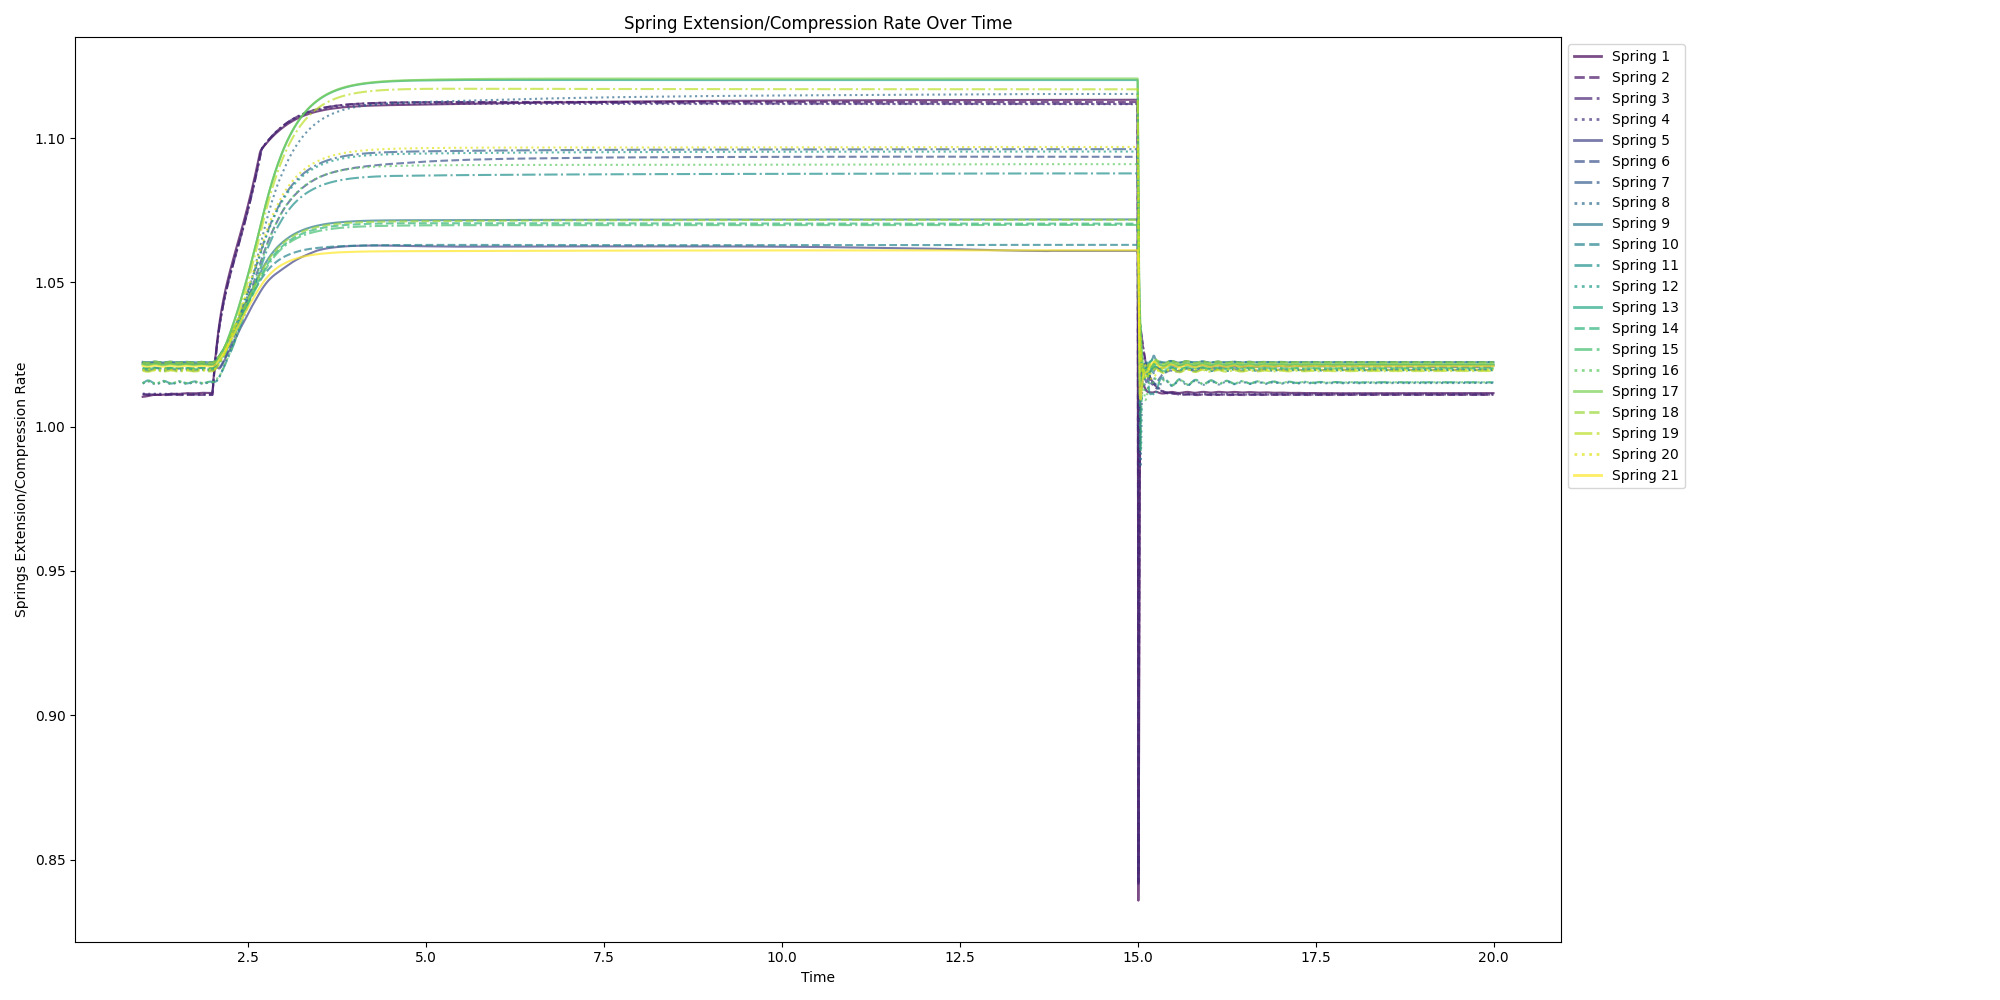 Spring Extension/Compression Rate Over Time
Springs Extension/Compression Rate
1.10
1.05
1.00
0.95
0.90
0.85
2.5
5.0
7.5
10.0
12.5
15.0
17.5
20.0
Time
Spring 1
Spring 2
Spring 3
Spring 4
Spring 5
Spring 6
Spring 7
Spring 8
Spring 9
Spring 10
Spring 11
Spring 12
Spring 13
Spring 14
Spring 15
Spring 16
Spring 17
Spring 18
Spring 19
Spring 20
Spring 21